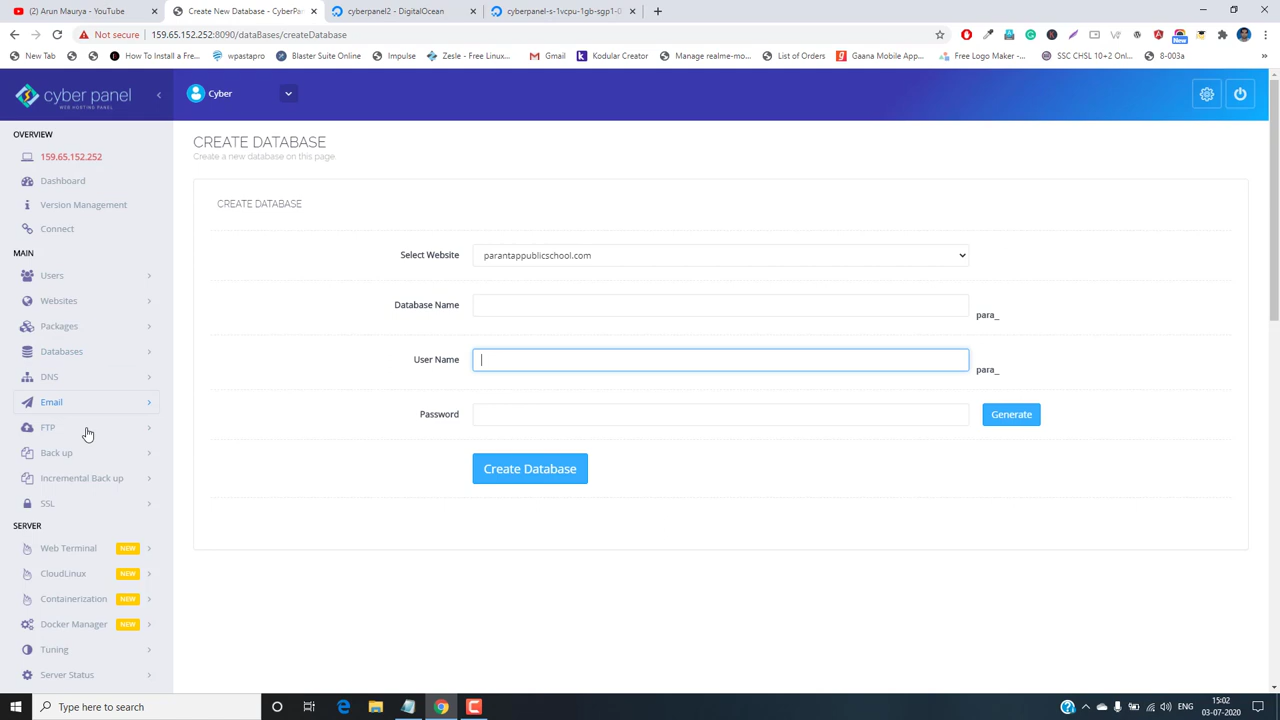 (2) Arun Maurya - YouTube
Create New Database - CyberPa
cyberpanel2 - DigitalOcean
cyberpanel-s-1vcpu-1gb-sgp1-0
Not secure | 159.65.152.252:8090/dataBases/createDatabase
New Tab
How To Install a Fre...
wpastapro
Blaster Suite Online
Impulse
Zesle - Free Linux...
Gmail
Kodular Creator
Manage realme-mo...
List of Orders
Gaana Mobile App...
Free Logo Maker -...
SSC CHSL 10+2 Onl...
8-003a
cyber panel
WEB HOSTING PANEL
Cyber
OVERVIEW
159.65.152.252
Dashboard
Version Management
Connect
MAIN
Users
Websites
Packages
Databases
DNS
Email
FTP
Back up
Incremental Back up
SSL
SERVER
Web Terminal NEW
CloudLinux NEW
Containerization NEW
Docker Manager NEW
Tuning
Server Status
CREATE DATABASE
Create a new database on this page.
CREATE DATABASE
Select Website parantappublicschool.com
Database Name para_
User Name para_
Password Generate
Create Database
Type here to search
ENG
15:02
03-07-2020